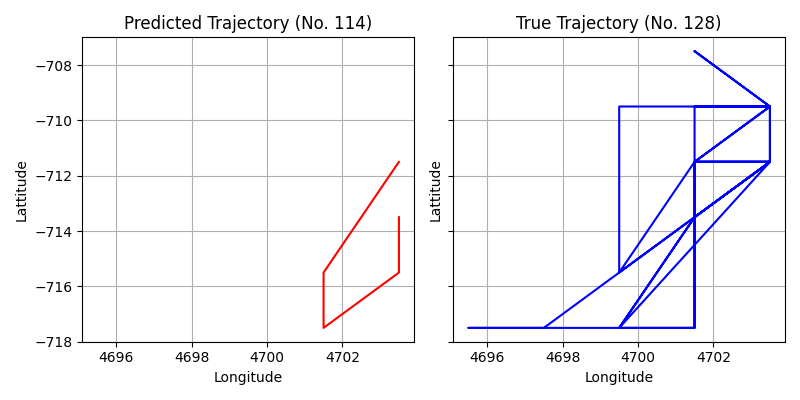 Predicted Trajectory (No. 114)
True Trajectory (No. 128)
−708
−710
−712
−714
−716
−718
Lattitude
Lattitude
4696 4698 4700 4702
4696 4698 4700 4702
Longitude
Longitude